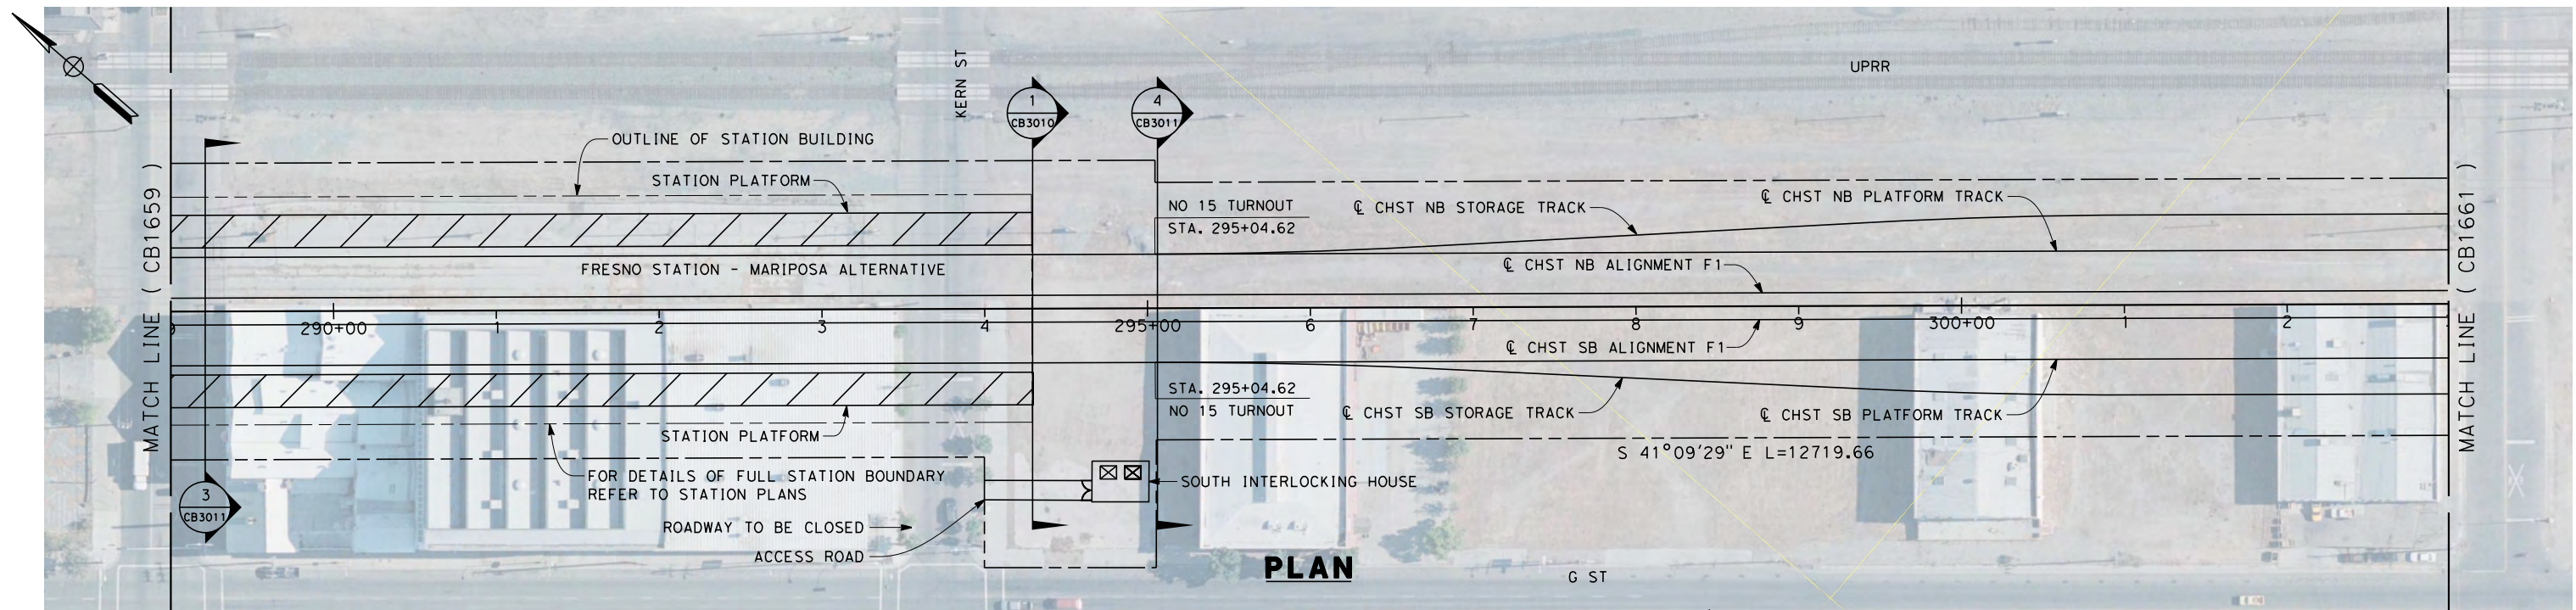 UPRR
KERN ST
1
CB3010
4
CB3011
OUTLINE OF STATION BUILDING
STATION PLATFORM
NO 15 TURNOUT
STA. 295+04.62
℄ CHST NB STORAGE TRACK
℄ CHST NB PLATFORM TRACK
MATCH LINE ( CB1659 )
MATCH LINE ( CB1661 )
FRESNO STATION - MARIPOSA ALTERNATIVE
℄ CHST NB ALIGNMENT F1
290+00
1
2
3
4
295+00
6
7
8
9
300+00
1
2
℄ CHST SB ALIGNMENT F1
STA. 295+04.62
NO 15 TURNOUT
℄ CHST SB STORAGE TRACK
℄ CHST SB PLATFORM TRACK
STATION PLATFORM
S 41°09'29" E L=12719.66
FOR DETAILS OF FULL STATION BOUNDARY
REFER TO STATION PLANS
SOUTH INTERLOCKING HOUSE
3
CB3011
ROADWAY TO BE CLOSED
ACCESS ROAD
PLAN
G ST